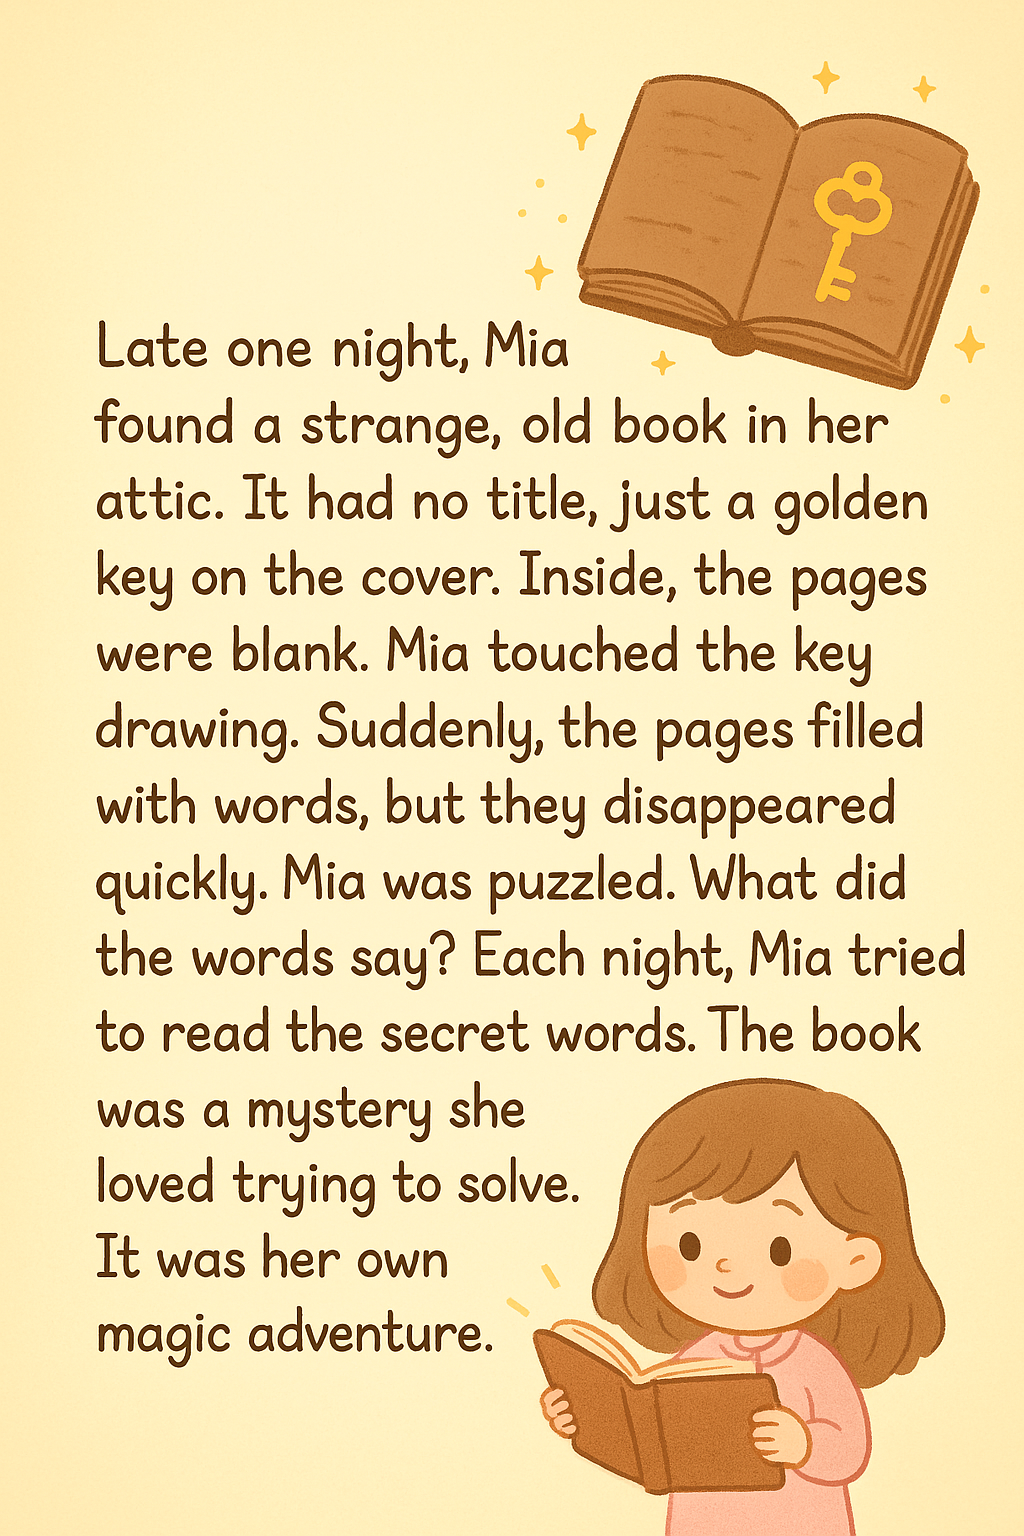 Late one night, Mia
found a strange, old book in her
attic. It had no title, just a golden
key on the cover. Inside, the pages
were blank. Mia touched the key
drawing. Suddenly, the pages filled
with words, but they disappeared
quickly. Mia was puzzled. What did
the words say? Each night, Mia tried
to read the secret words. The book
was a mystery she
loved trying to solve.
It was her own
magic adventure.